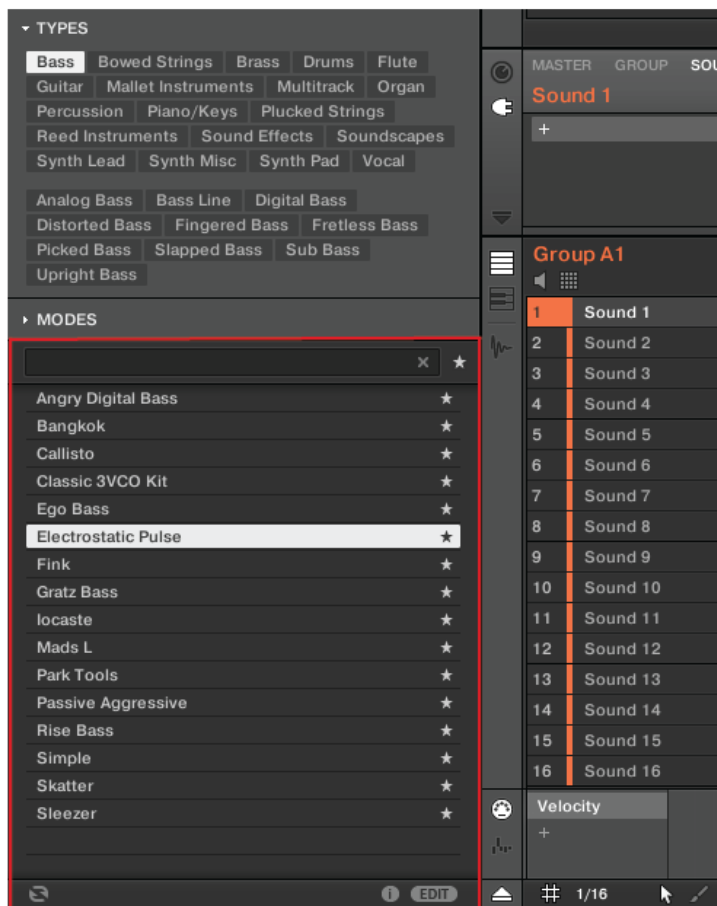 TYPES
Bass Bowed Strings Brass Drums Flute
Guitar Mallet Instruments Multitrack Organ
Percussion Piano/Keys Plucked Strings
Reed Instruments Sound Effects Soundscapes
Synth Lead Synth Misc Synth Pad Vocal
Analog Bass Bass Line Digital Bass
Distorted Bass Fingered Bass Fretless Bass
Picked Bass Slapped Bass Sub Bass
Upright Bass
MODES
Angry Digital Bass
Bangkok
Callisto
Classic 3VCO Kit
Ego Bass
Electrostatic Pulse
Fink
Gratz Bass
Iocaste
Mads L
Park Tools
Passive Aggressive
Rise Bass
Simple
Skatter
Sleezer
i EDIT
MASTER GROUP SOU
Sound 1
+
Group A1
1 Sound 1
2 Sound 2
3 Sound 3
4 Sound 4
5 Sound 5
6 Sound 6
7 Sound 7
8 Sound 8
9 Sound 9
10 Sound 10
11 Sound 11
12 Sound 12
13 Sound 13
14 Sound 14
15 Sound 15
16 Sound 16
Velocity
+
1/16